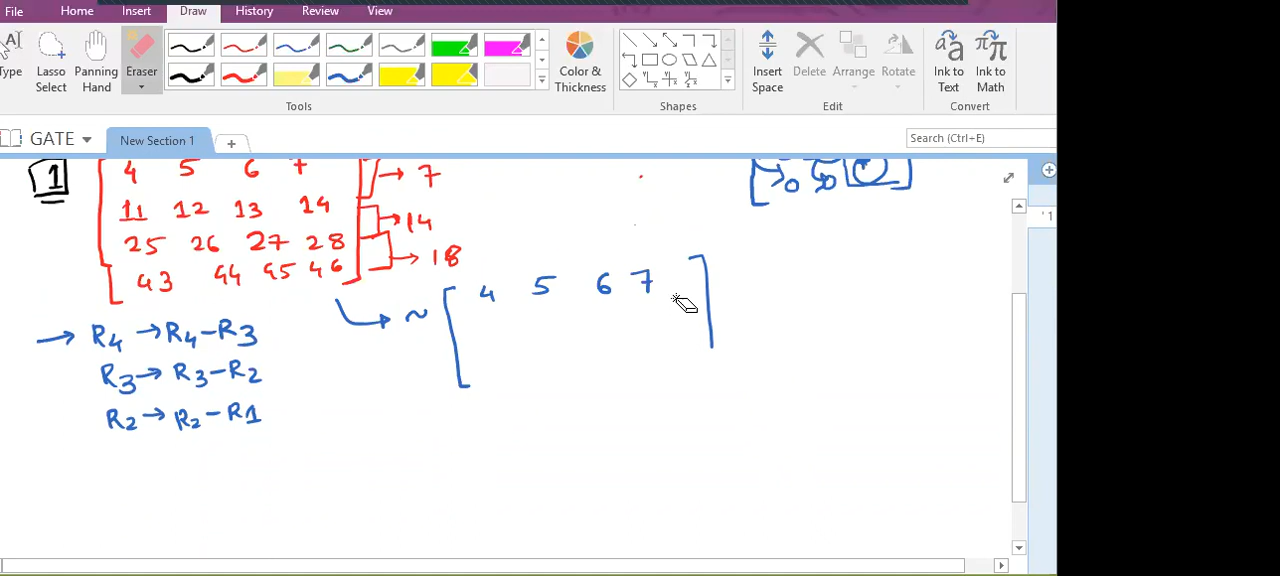 File Home Insert Draw History Review View
Type Lasso Select Panning Hand Eraser Color & Thickness Insert Space Delete Arrange Rotate Ink to Text Ink to Math
Tools Shapes Edit Convert
GATE New Section 1 + Search (Ctrl+E)
1
4 5 6 7 → 7
11 12 13 14 → 14
25 26 27 28 → 18
43 44 45 46
~ [ 4 5 6 7 ]
→ R4 → R4 - R3
R3 → R3 - R2
R2 → R2 - R1